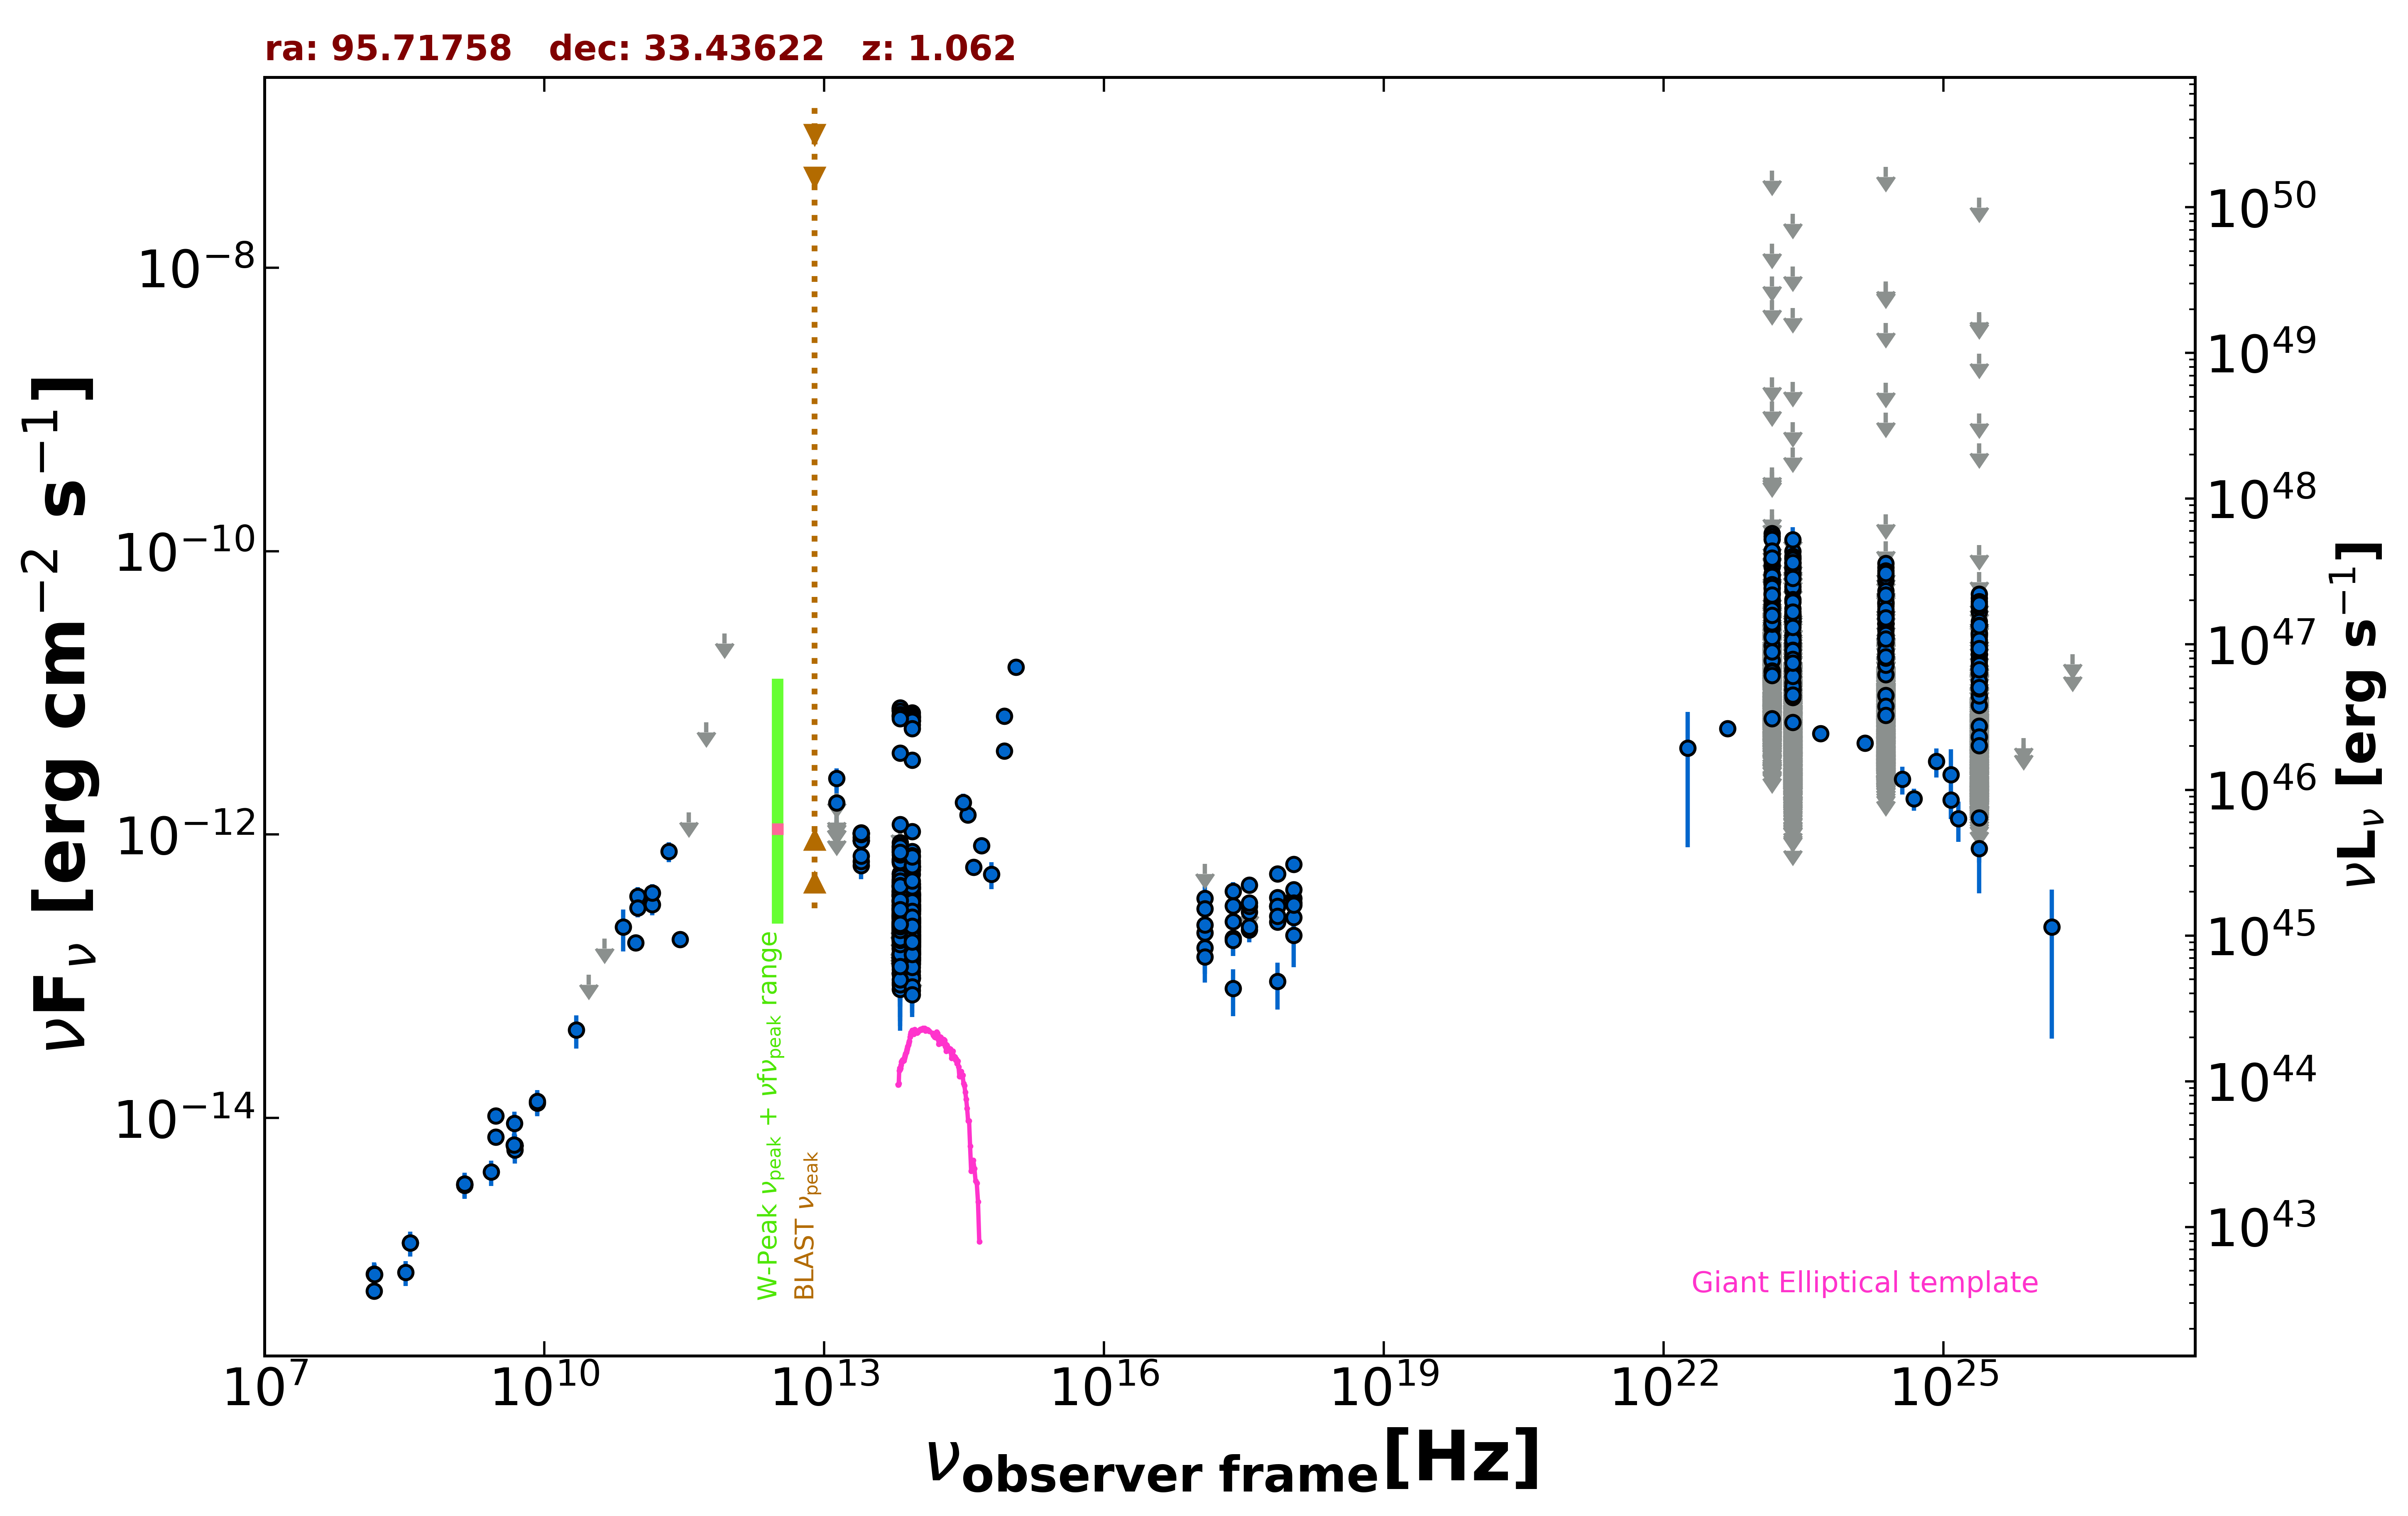 ra: 95.71758   dec: 33.43622   z: 1.062
νF_ν [erg cm^−2 s^−1]
10^−8
10^−10
10^−12
10^−14
10^50
10^49
10^48
10^47
10^46
10^45
10^44
10^43
νL_ν [erg s^−1]
W-Peak ν_peak + νfν_peak range
BLAST ν_peak
Giant Elliptical template
10^7 10^10 10^13 10^16 10^19 10^22 10^25
ν_observer frame [Hz]